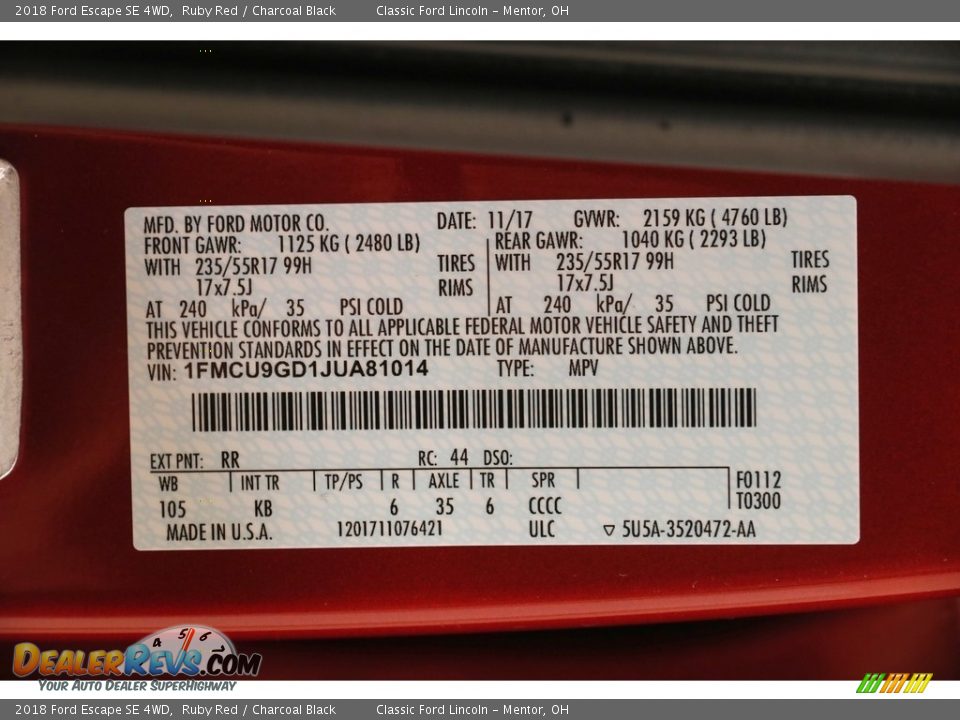 2018 Ford Escape SE 4WD, Ruby Red / Charcoal Black Classic Ford Lincoln - Mentor, OH
MFD. BY FORD MOTOR CO. DATE: 11/17 GVWR: 2159 KG ( 4760 LB)
FRONT GAWR: 1125 KG ( 2480 LB) REAR GAWR: 1040 KG ( 2293 LB)
WITH 235/55R17 99H TIRES WITH 235/55R17 99H TIRES
17x7.5J RIMS 17x7.5J RIMS
AT 240 kPa/ 35 PSI COLD AT 240 kPa/ 35 PSI COLD
THIS VEHICLE CONFORMS TO ALL APPLICABLE FEDERAL MOTOR VEHICLE SAFETY AND THEFT
PREVENTION STANDARDS IN EFFECT ON THE DATE OF MANUFACTURE SHOWN ABOVE.
VIN: 1FMCU9GD1JUA81014 TYPE: MPV
EXT PNT: RR RC: 44 DSO:
WB INT TR TP/PS R AXLE TR SPR F0112
105 KB 6 35 6 CCCC T0300
MADE IN U.S.A. 1201711076421 ULC ▽ 5U5A-3520472-AA
4 5 6
DEALERREVS.COM
YOUR AUTO DEALER SUPERHIGHWAY
2018 Ford Escape SE 4WD, Ruby Red / Charcoal Black Classic Ford Lincoln - Mentor, OH